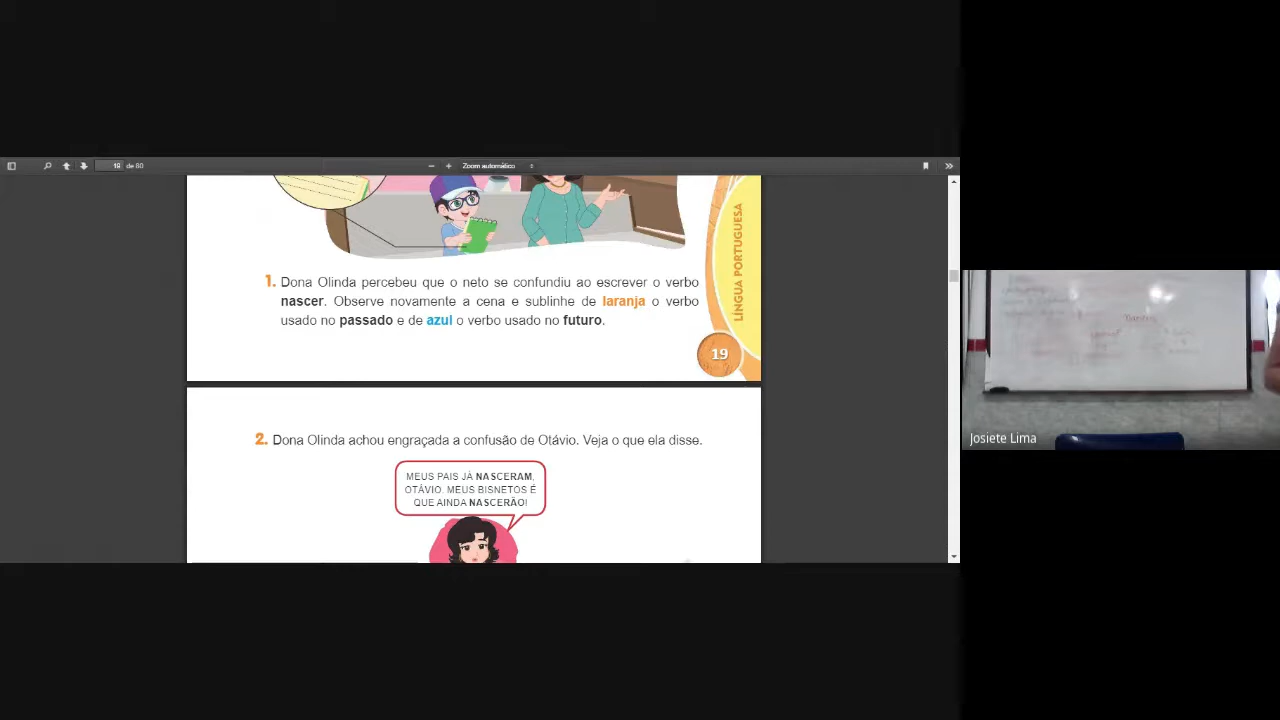 19 de 80
Zoom automático
LÍNGUA PORTUGUESA
1. Dona Olinda percebeu que o neto se confundiu ao escrever o verbo
nascer. Observe novamente a cena e sublinhe de laranja o verbo
usado no passado e de azul o verbo usado no futuro.
19
2. Dona Olinda achou engraçada a confusão de Otávio. Veja o que ela disse.
MEUS PAIS JÁ NASCERAM,
OTÁVIO. MEUS BISNETOS É
QUE AINDA NASCERÃO!
Josiete Lima